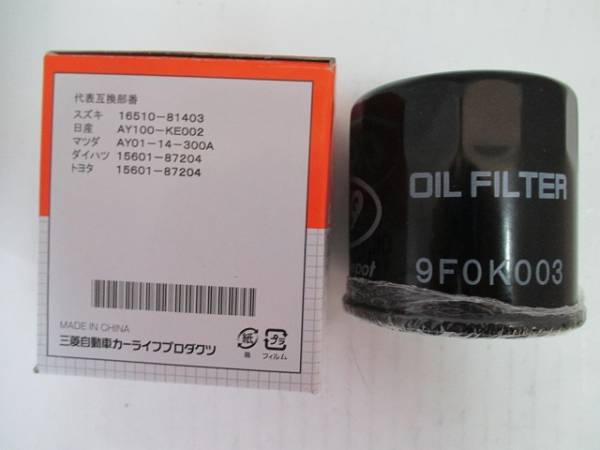 代表互換部番
スズキ 16510-81403
日産 AY100-KE002
マツダ AY01-14-300A
ダイハツ 15601-87204
トヨタ 15601-87204
MADE IN CHINA
三菱自動車カーライフプロダクツ
紙
箱
プラ
フィルム
OIL FILTER
9F0K003
pot